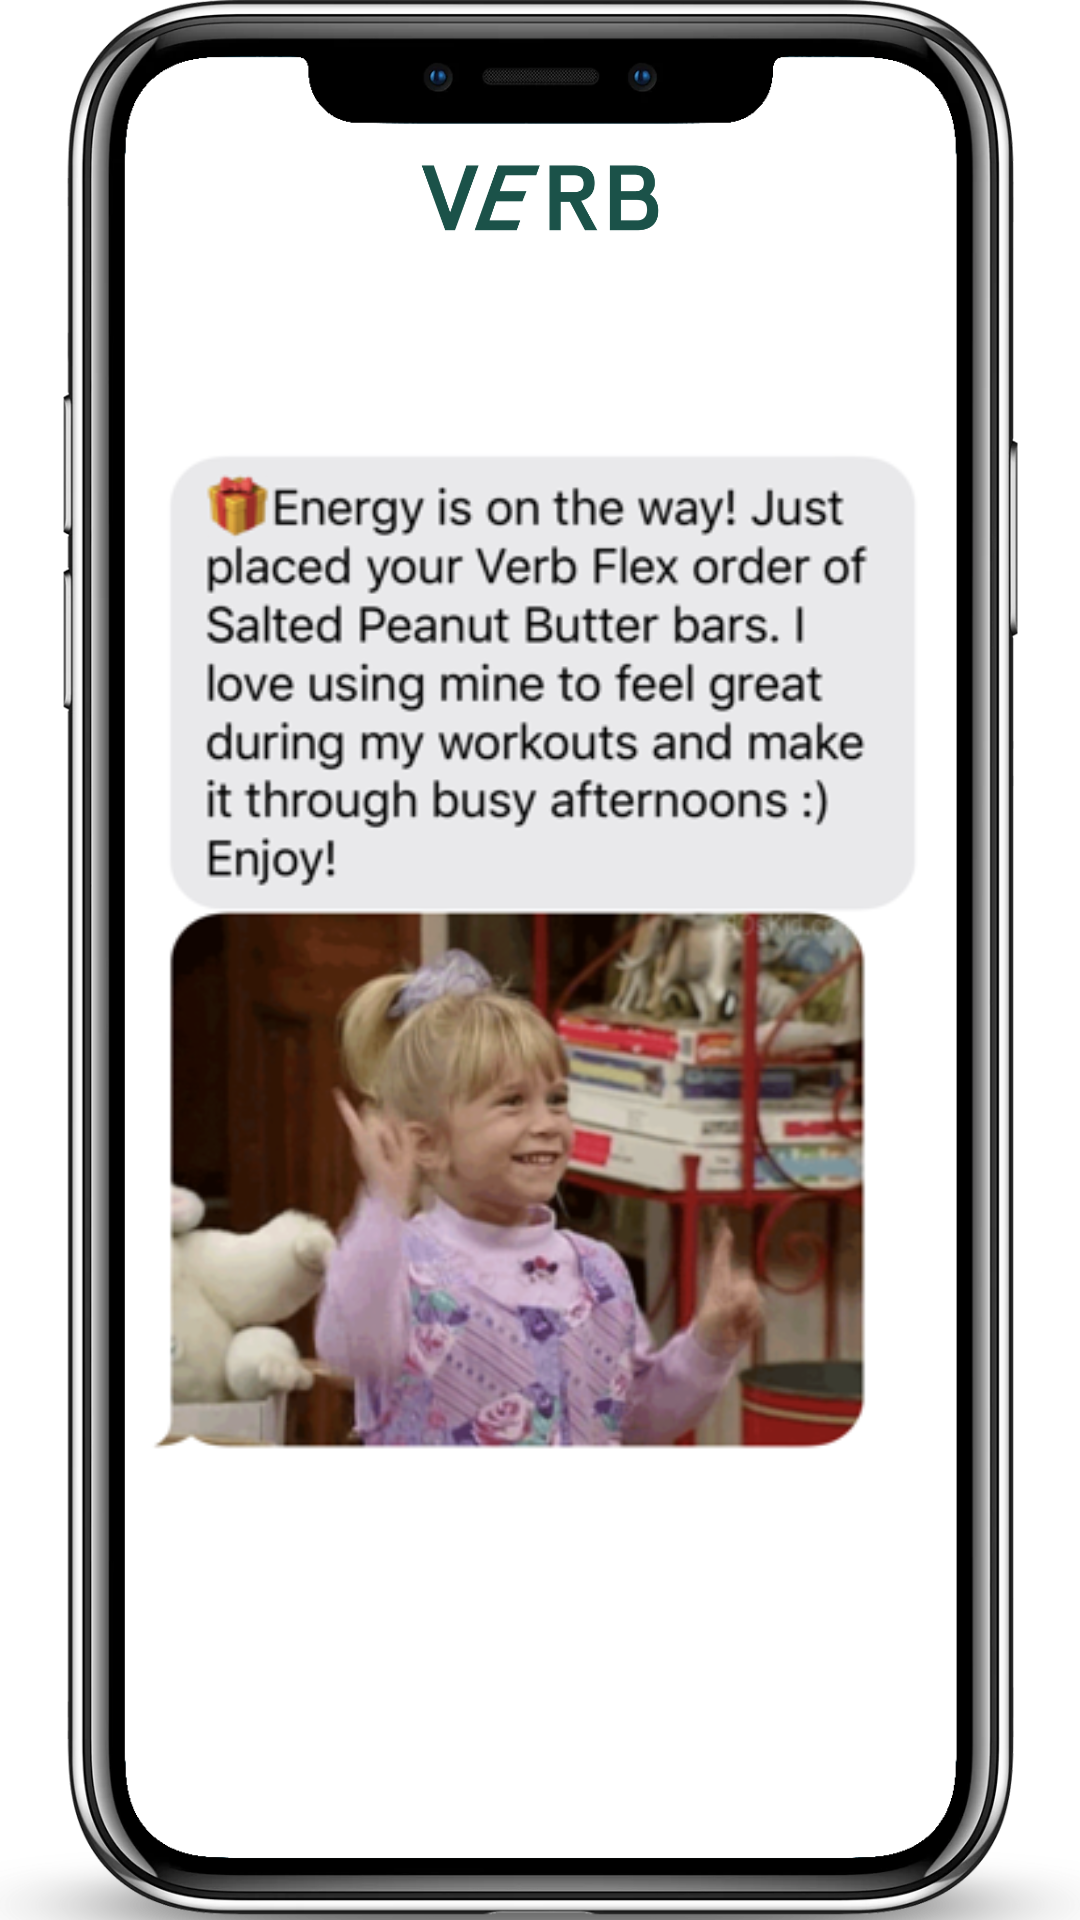 VERB
🎁Energy is on the way! Just
placed your Verb Flex order of
Salted Peanut Butter bars. I
love using mine to feel great
during my workouts and make
it through busy afternoons :)
Enjoy!